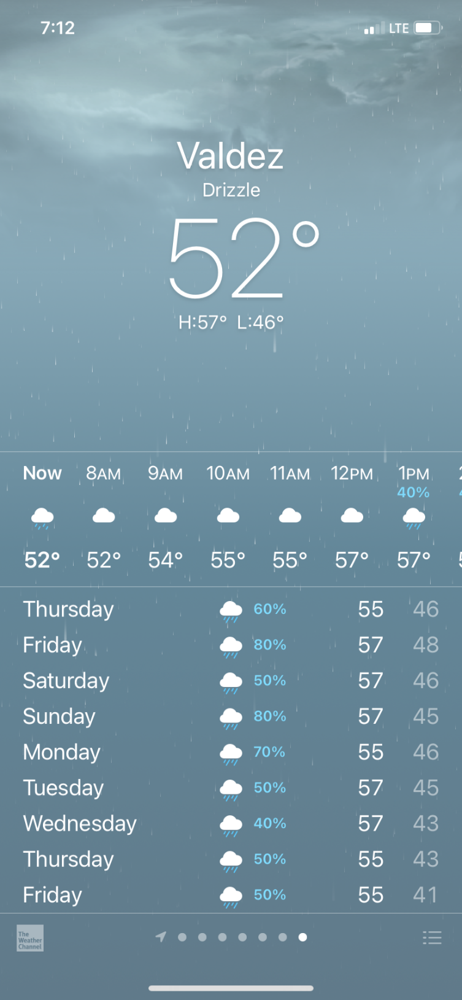 7:12 LTE
Valdez
Drizzle
52°
H:57° L:46°
Now 8AM 9AM 10AM 11AM 12PM 1PM
40%
52° 52° 54° 55° 55° 57° 57°
Thursday 60% 55 46
Friday 80% 57 48
Saturday 50% 57 46
Sunday 80% 57 45
Monday 70% 55 46
Tuesday 50% 57 45
Wednesday 40% 57 43
Thursday 50% 55 43
Friday 50% 55 41
The
Weather
Channel